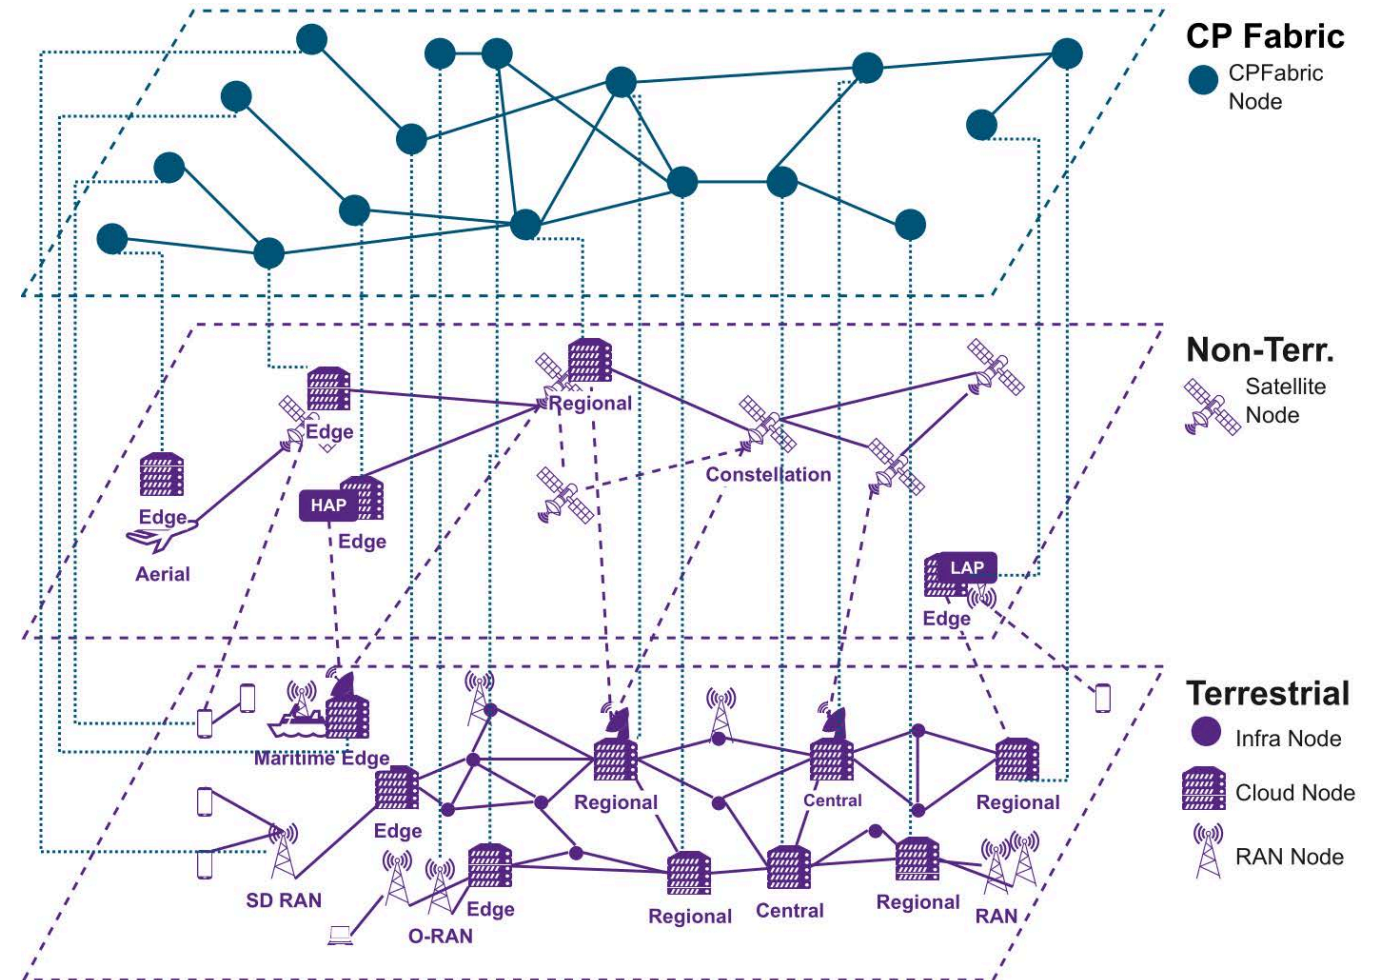 CP Fabric
CPFabric
Node
Non-Terr.
Satellite
Node
Regional
Edge
Constellation
Edge
HAP
Edge
Aerial
LAP
Edge
Terrestrial
Infra Node
Cloud Node
RAN Node
Maritime Edge
Regional
Central
Regional
Edge
SD RAN
Edge
O-RAN
Regional
Central
Regional
RAN